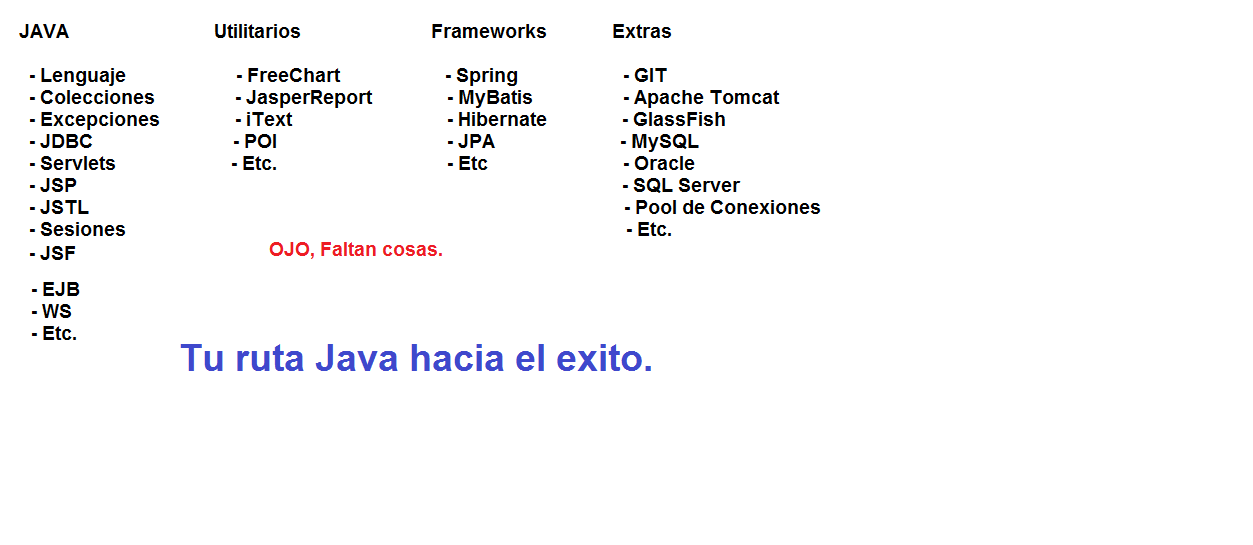 JAVA
- Lenguaje
- Colecciones
- Excepciones
- JDBC
- Servlets
- JSP
- JSTL
- Sesiones
- JSF
- EJB
- WS
- Etc.
Utilitarios
- FreeChart
- JasperReport
- iText
- POI
- Etc.
Frameworks
- Spring
- MyBatis
- Hibernate
- JPA
- Etc
Extras
- GIT
- Apache Tomcat
- GlassFish
- MySQL
- Oracle
- SQL Server
- Pool de Conexiones
- Etc.
OJO, Faltan cosas.
Tu ruta Java hacia el exito.